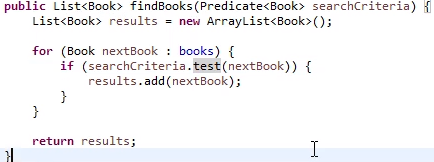 public List<Book> findBooks(Predicate<Book> searchCriteria) {
    List<Book> results = new ArrayList<Book>();
    for (Book nextBook : books) {
        if (searchCriteria.test(nextBook)) {
            results.add(nextBook);
        }
    }
    return results;
}